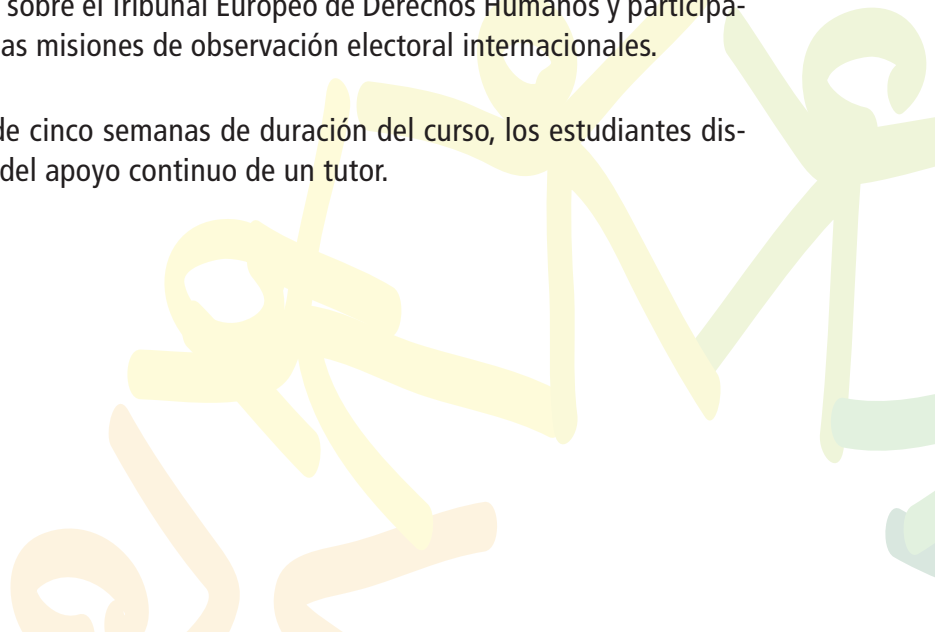 sobre el Tribunal Europeo de Derechos Humanos y participa-
as misiones de observación electoral internacionales.
de cinco semanas de duración del curso, los estudiantes dis-
del apoyo continuo de un tutor.